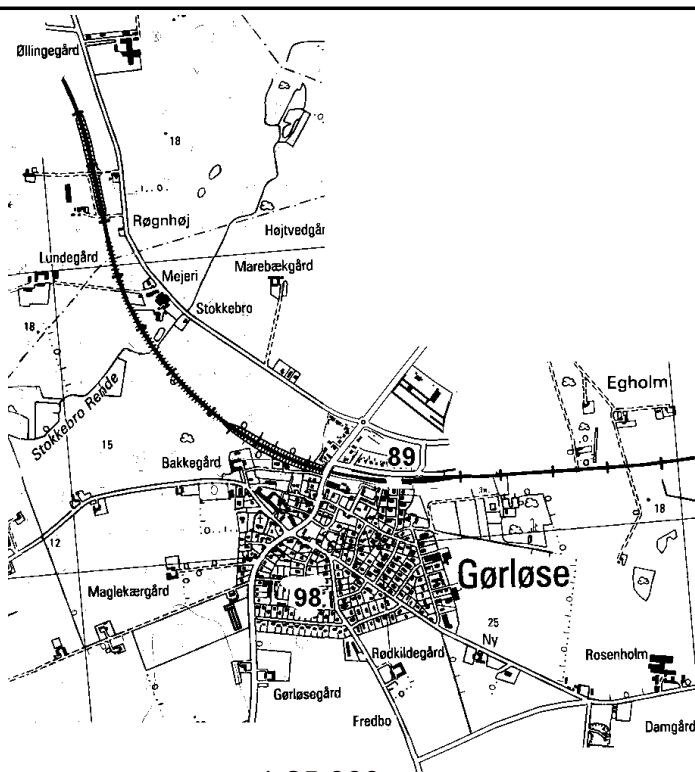 Øllingegård
18
Røgnhøj
Højtvedgår
Lundegård
Marebækgård
Mejeri
Stokkebro
18
Stokkebro Rende
Egholm
15
Bakkegård
89
18
12
Gørløse
Maglekærgård
98
25
Ny
Rødkildegård
Rosenholm
Gørløsegård
Fredbo
Damgård